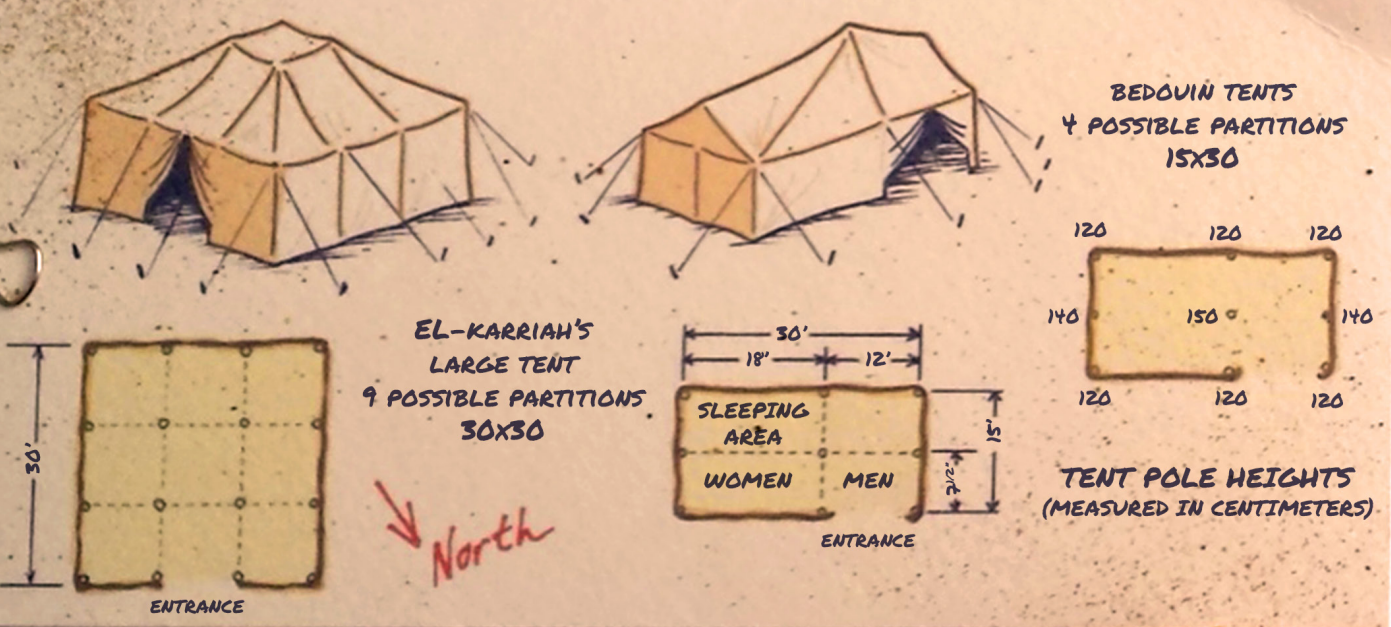 BEDOUIN TENTS
4 POSSIBLE PARTITIONS
15X30
120
120
120
140
150
140
120
120
120
TENT POLE HEIGHTS
(MEASURED IN CENTIMETERS)
EL-KARRIAH'S
LARGE TENT
9 POSSIBLE PARTITIONS
30X30
30'
ENTRANCE
North
30'
18'
12'
SLEEPING
AREA
WOMEN
MEN
15'
7 1/2'
ENTRANCE